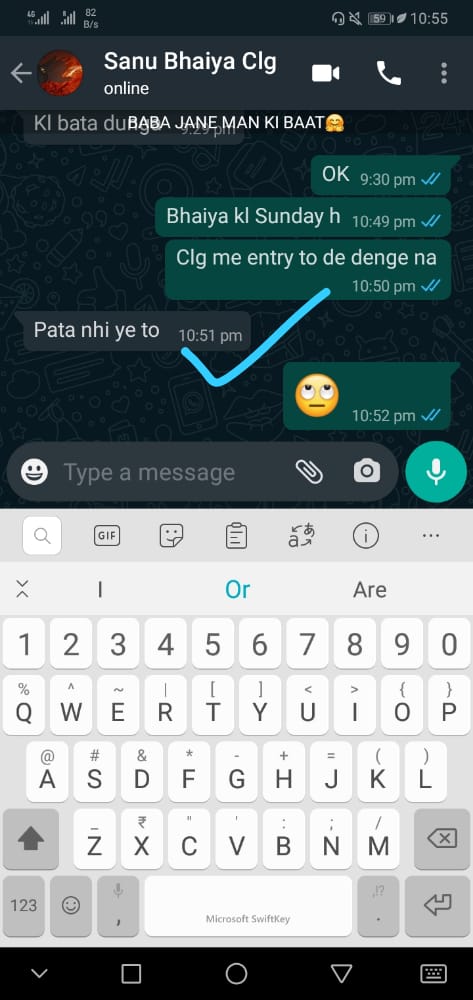 4G R 82 B/s 59 10:55
Sanu Bhaiya Clg
online
Kl bata dunga 9:29 pm
BABA JANE MAN KI BAAT🤗
OK 9:30 pm
Bhaiya kl Sunday h 10:49 pm
Clg me entry to de denge na
10:50 pm
Pata nhi ye to 10:51 pm
🙄
10:52 pm
Type a message
GIF
I Or Are
1 2 3 4 5 6 7 8 9 0
% ^ ~ | [ ] < > { }
Q W E R T Y U I O P
@ # & * - + = ( )
A S D F G H J K L
_ ₹ " ' : ; /
Z X C V B N M
,!?
123 , Microsoft SwiftKey .